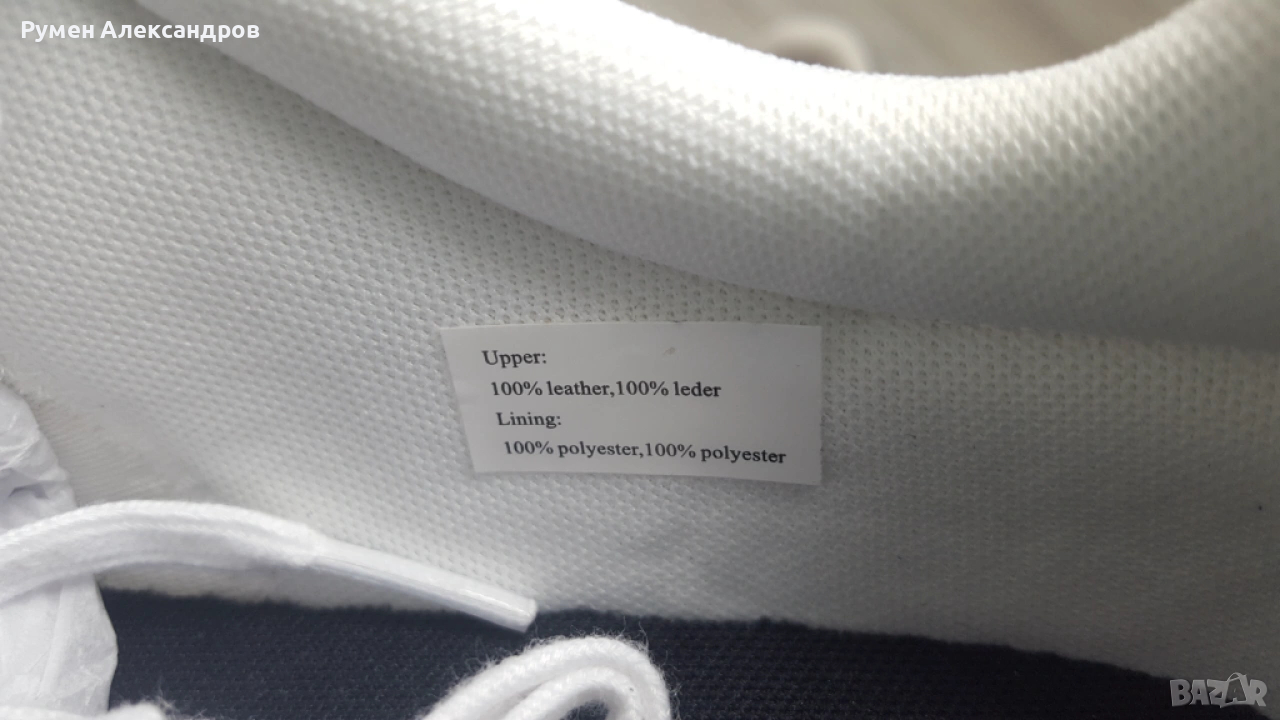 Румен Александров
Upper:
100% leather,100% leder
Lining:
100% polyester,100% polyester
BAZAR